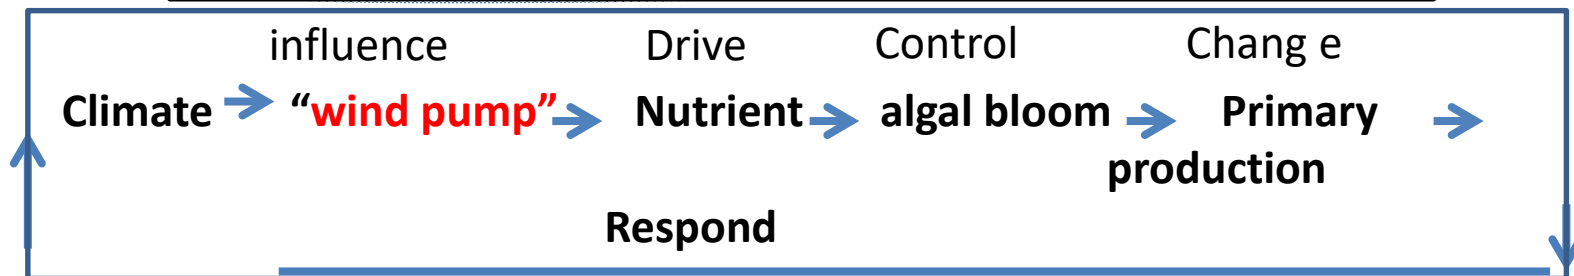 influence Drive Control Chang e
Climate “wind pump” Nutrient algal bloom Primary
production
Respond